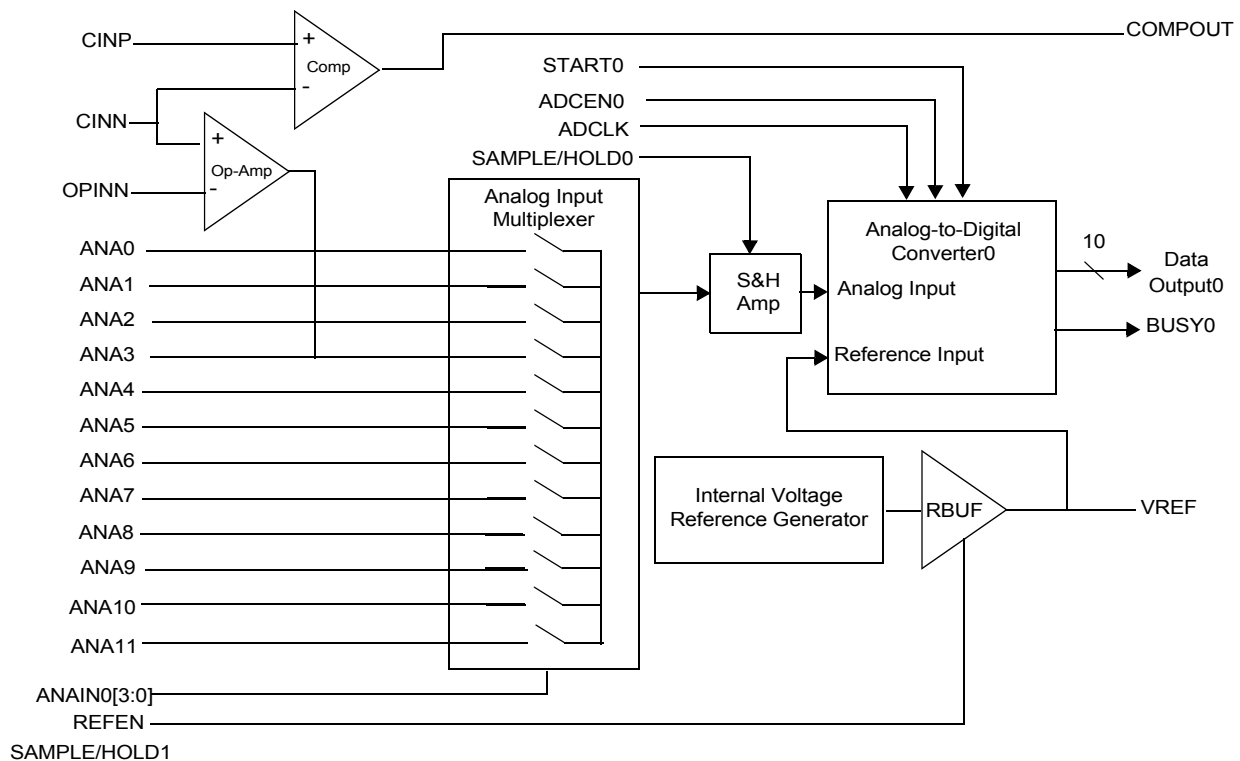 CINP
+
Comp
-
COMPOUT
CINN
+
Op-Amp
-
OPINN
START0
ADCEN0
ADCLK
SAMPLE/HOLD0
Analog Input
Multiplexer
ANA0
ANA1
ANA2
ANA3
ANA4
ANA5
ANA6
ANA7
ANA8
ANA9
ANA10
ANA11
S&H
Amp
Analog-to-Digital
Converter0
Analog Input
Reference Input
10
Data
Output0
BUSY0
Internal Voltage
Reference Generator
RBUF
VREF
ANAIN0[3:0]
REFEN
SAMPLE/HOLD1